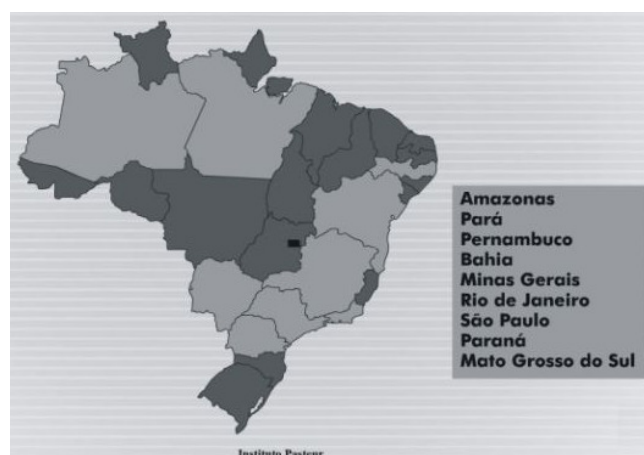 Amazonas
Pará
Pernambuco
Bahia
Minas Gerais
Rio de Janeiro
São Paulo
Paraná
Mato Grosso do Sul
Instituto Pasteur